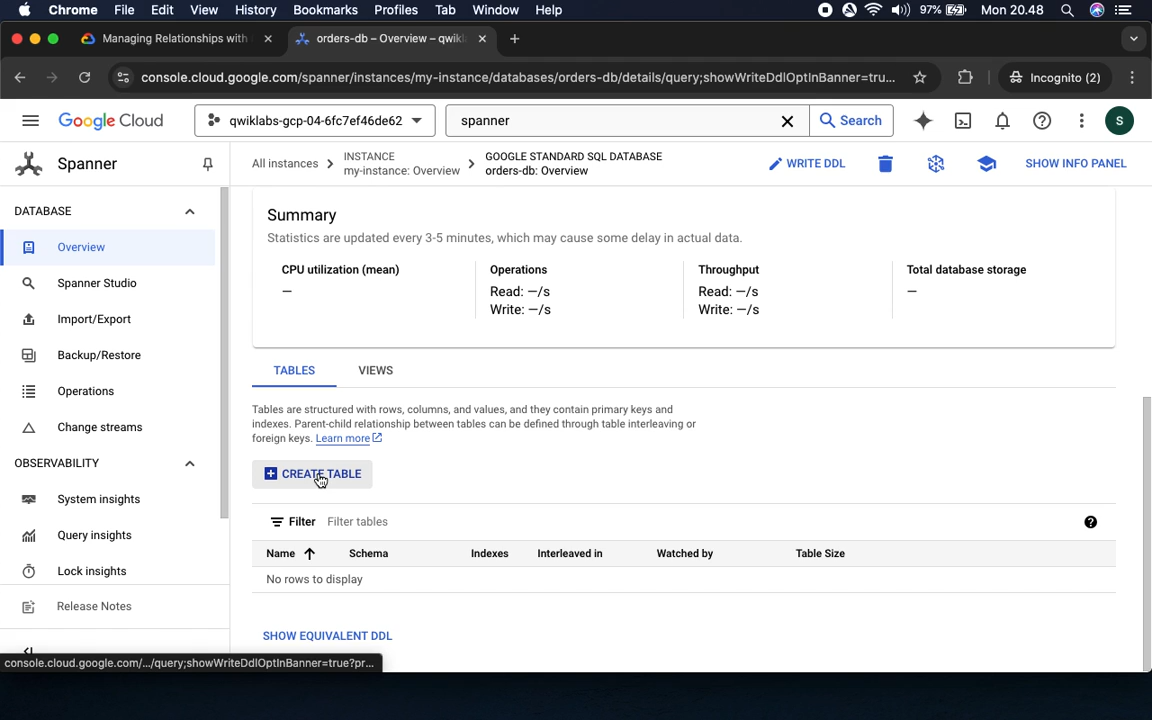 Chrome File Edit View History Bookmarks Profiles Tab Window Help 97% Mon 20.48
Managing Relationships with
orders-db – Overview – qwikl
console.cloud.google.com/spanner/instances/my-instance/databases/orders-db/details/query;showWriteDdlOptInBanner=tru...
Incognito (2)
Google Cloud
qwiklabs-gcp-04-6fc7ef46de62
spanner
Search
S
Spanner
All instances
INSTANCE
my-instance: Overview
GOOGLE STANDARD SQL DATABASE
orders-db: Overview
WRITE DDL
SHOW INFO PANEL
DATABASE
Overview
Spanner Studio
Import/Export
Backup/Restore
Operations
Change streams
OBSERVABILITY
System insights
Query insights
Lock insights
Release Notes
Summary
Statistics are updated every 3-5 minutes, which may cause some delay in actual data.
CPU utilization (mean)
—
Operations
Read: —/s
Write: —/s
Throughput
Read: —/s
Write: —/s
Total database storage
—
TABLES VIEWS
Tables are structured with rows, columns, and values, and they contain primary keys and
indexes. Parent-child relationship between tables can be defined through table interleaving or
foreign keys. Learn more
CREATE TABLE
Filter Filter tables
Name Schema Indexes Interleaved in Watched by Table Size
No rows to display
SHOW EQUIVALENT DDL
console.cloud.google.com/.../query;showWriteDdlOptInBanner=true?pr...